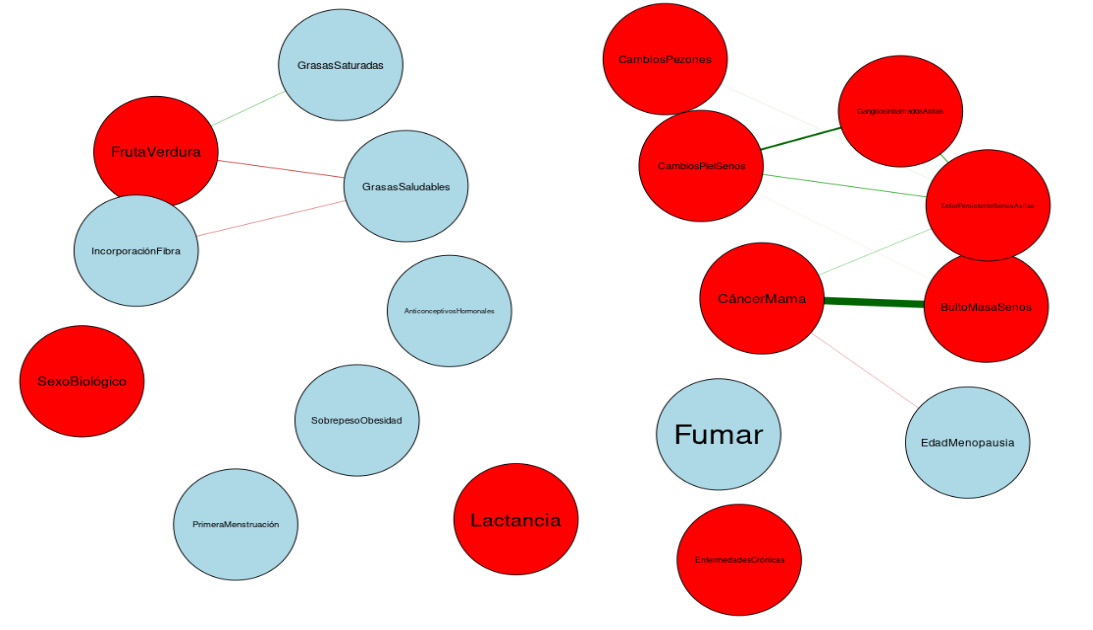 GrasasSaturadas
FrutaVerdura
GrasasSaludables
IncorporaciónFibra
AnticonceptivosHormonales
SexoBiológico
SobrepesoObesidad
PrimeraMenstruación
Lactancia
CambiosPezones
GangliosInflamadosAxilas
CambiosPielSenos
DolorPersistenteSenosAxilas
CáncerMama
BultoMasaSenos
Fumar
EdadMenopausia
EnfermedadesCrónicas